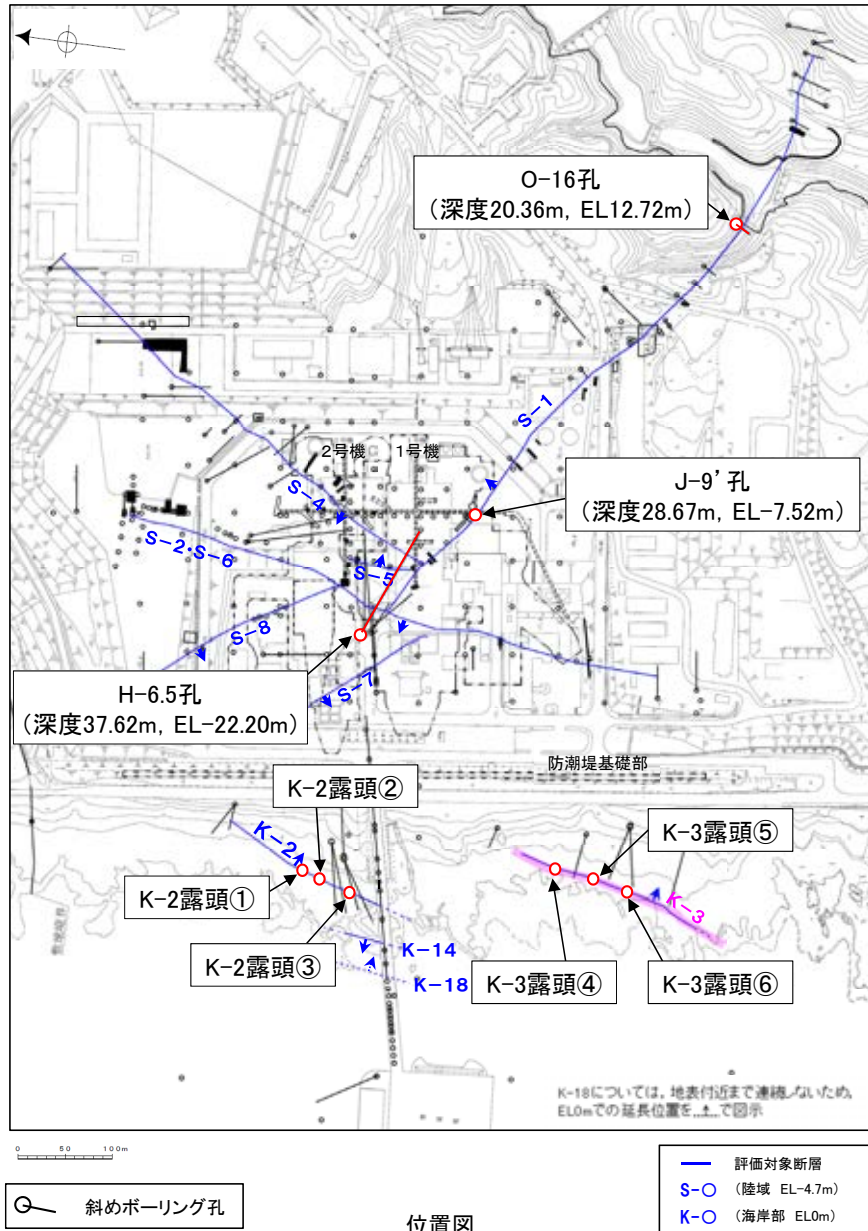 O-16孔
(深度20.36m, EL12.72m)
S-1
2号機
1号機
S-4
J-9’孔
(深度28.67m, EL-7.52m)
S-2・S-6
S-5
S-8
H-6.5孔
(深度37.62m, EL-22.20m)
S-7
防潮堤基礎部
K-2露頭②
K-2
K-3露頭⑤
K-2露頭①
K-3
K-2露頭③
K-14
K-3露頭④
K-3露頭⑥
K-18
K-18については、地表付近まで連続しないため、
EL0mでの延長位置を…で図示
0 50 100m
斜めボーリング孔
位置図
評価対象断層
S-○ (陸域 EL-4.7m)
K-○ (海岸部 EL0m)